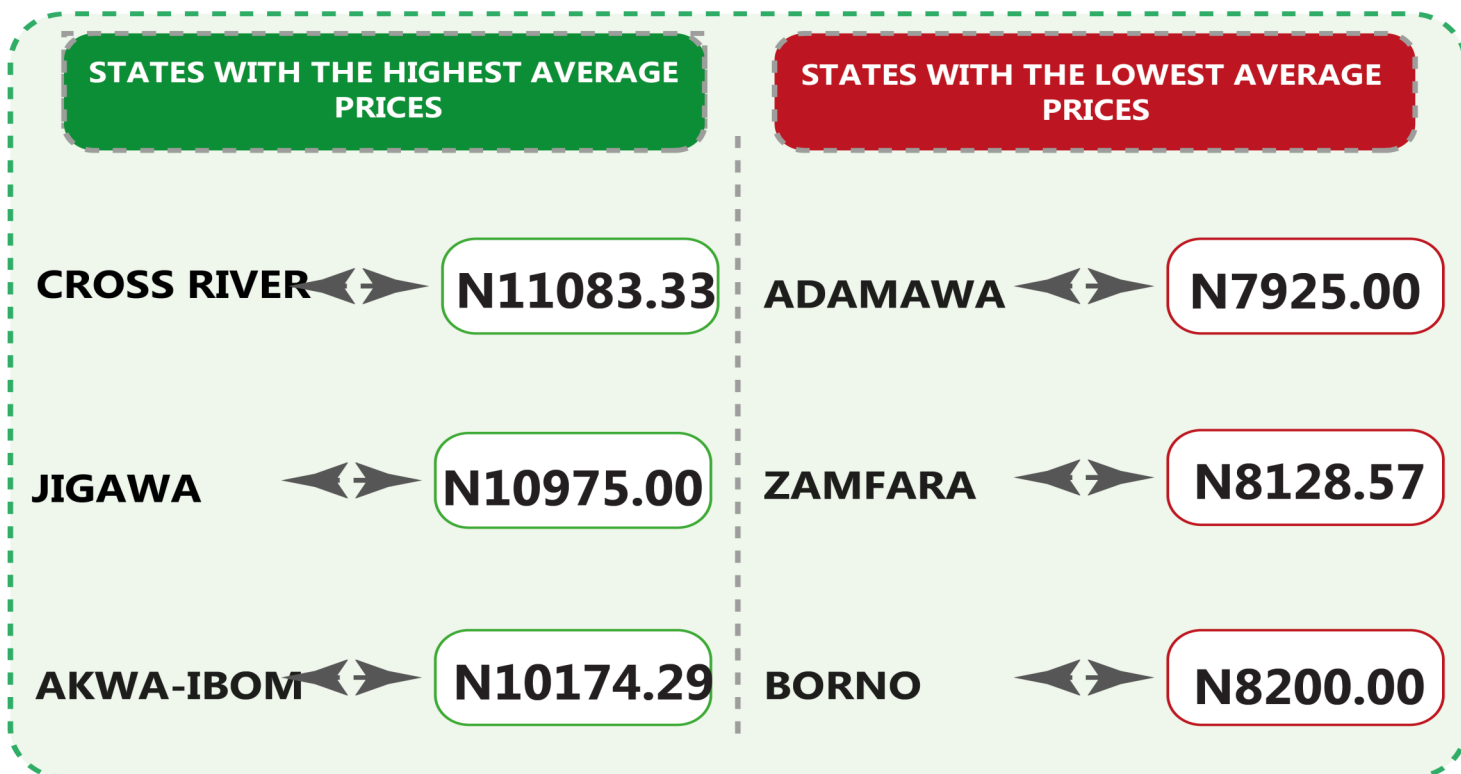 STATES WITH THE HIGHEST AVERAGE
PRICES
CROSS RIVER N11083.33
JIGAWA N10975.00
AKWA-IBOM N10174.29
STATES WITH THE LOWEST AVERAGE
PRICES
ADAMAWA N7925.00
ZAMFARA N8128.57
BORNO N8200.00